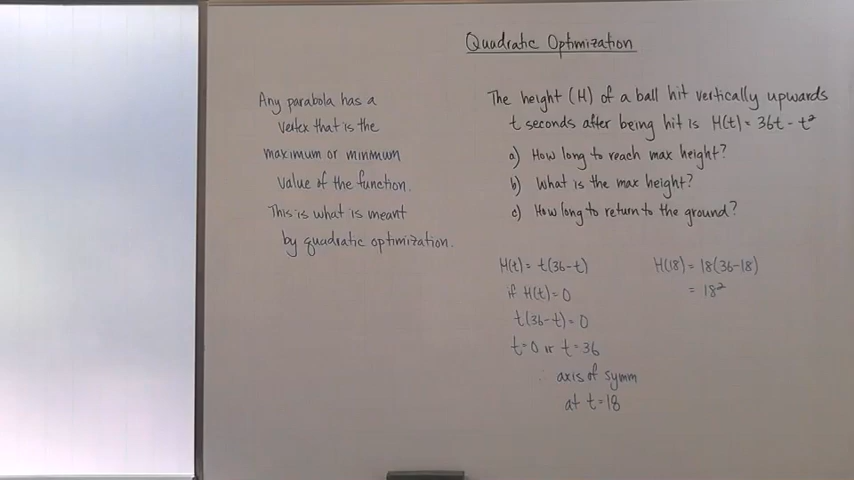 Quadratic Optimization
Any parabola has a
vertex that is the
maximum or minimum
value of the function.
This is what is meant
by quadratic optimization.
The height (H) of a ball hit vertically upwards
t seconds after being hit is H(t) = 36t - t²
a) How long to reach max height?
b) What is the max height?
c) How long to return to the ground?
H(t) = t(36-t)
if H(t) = 0
t(36-t) = 0
t=0 or t=36
∴ axis of symm
at t=18
H(18) = 18(36-18)
= 18²